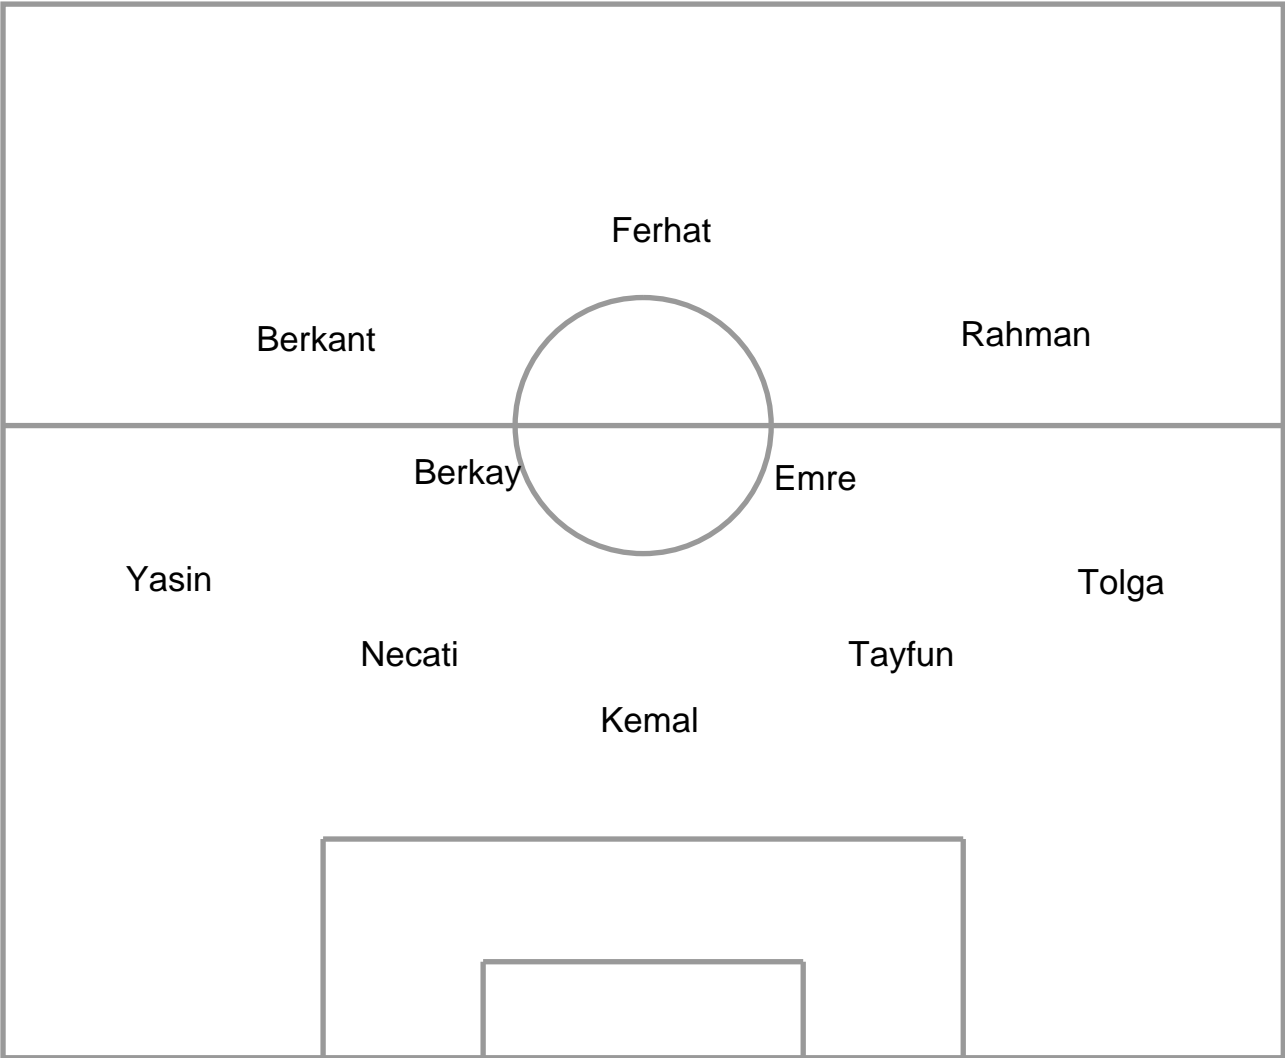 Ferhat
Berkant
Rahman
Berkay
Emre
Yasin
Tolga
Necati
Tayfun
Kemal